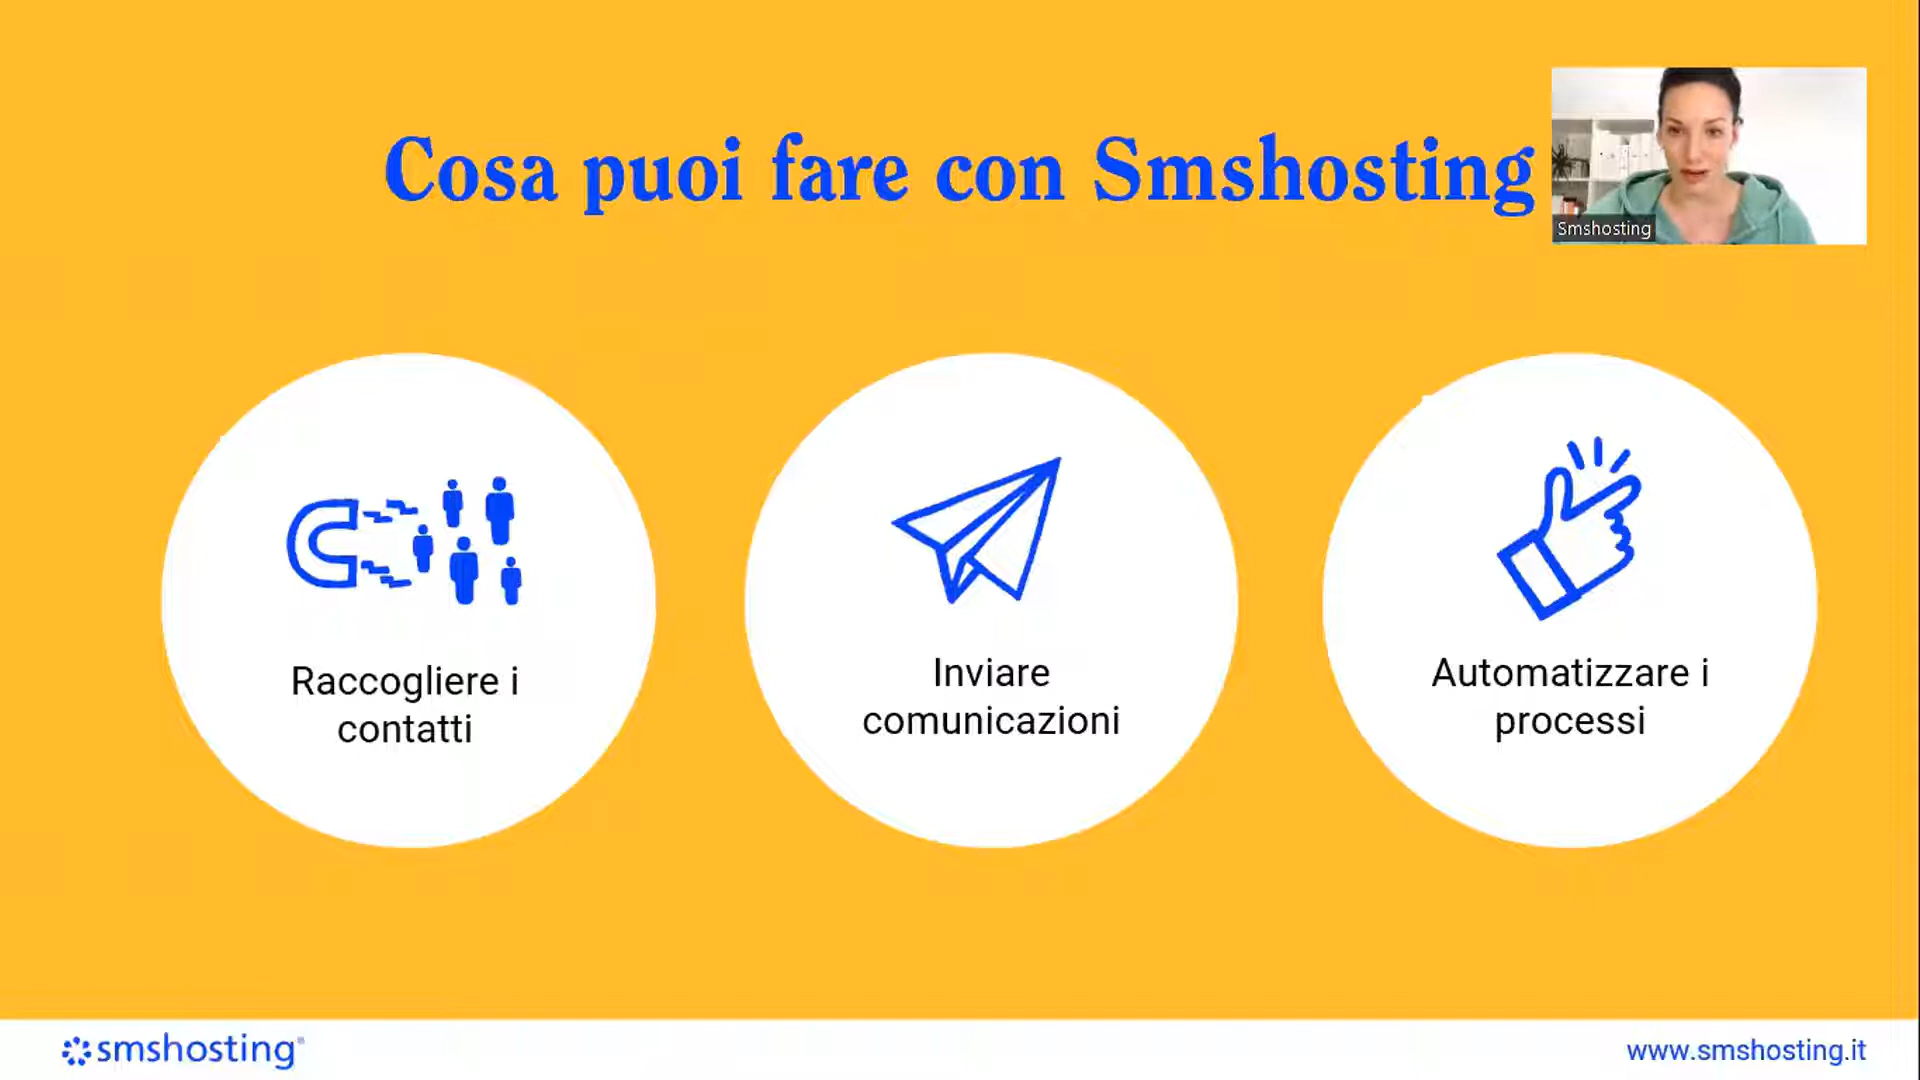 Cosa puoi fare con Smshosting
Smshosting
Raccogliere i
contatti
Inviare
comunicazioni
Automatizzare i
processi
smshosting®
www.smshosting.it